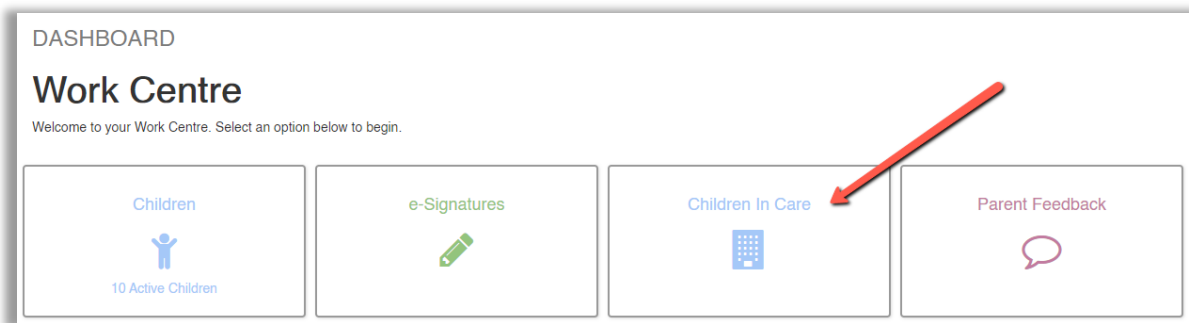 DASHBOARD
Work Centre
Welcome to your Work Centre. Select an option below to begin.
Children
10 Active Children
e-Signatures
Children In Care
Parent Feedback